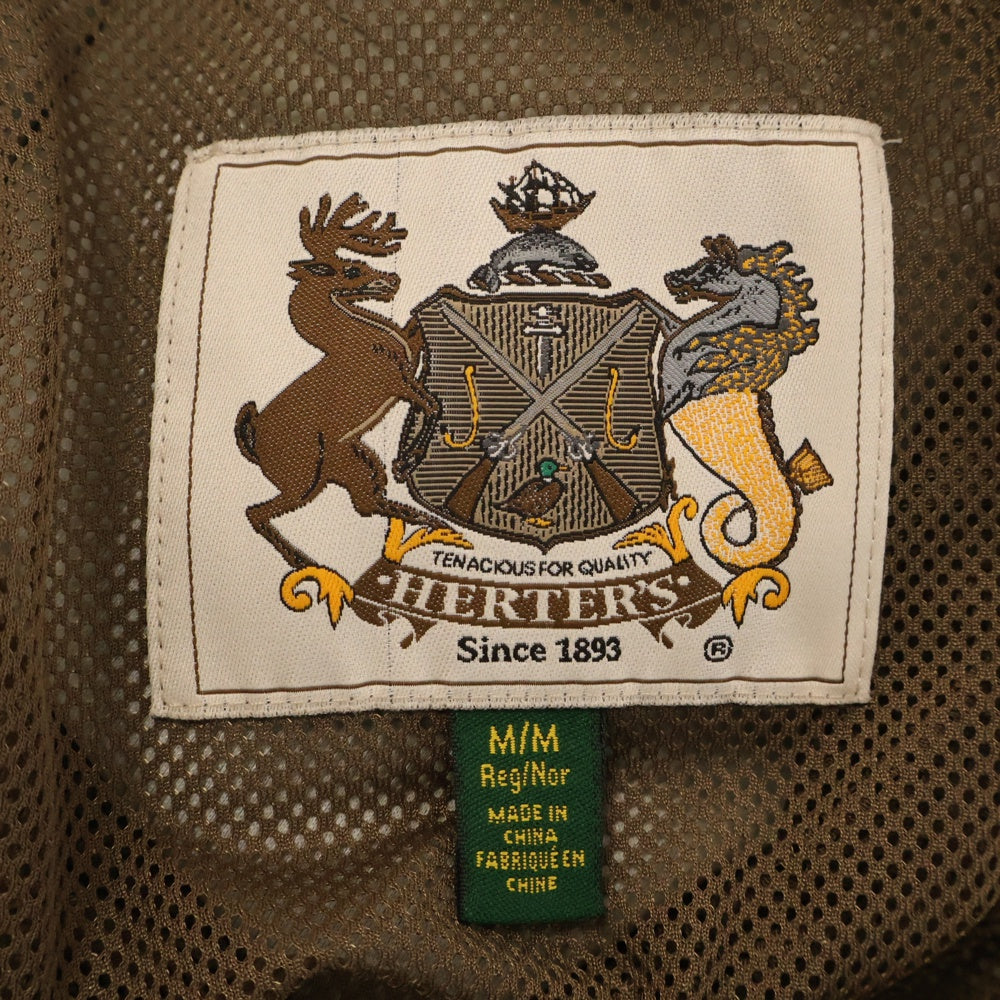 TENACIOUS FOR QUALITY
·HERTER'S·
Since 1893 ®
M/M
Reg/Nor
MADE IN
CHINA
FABRIQUÉ EN
CHINE